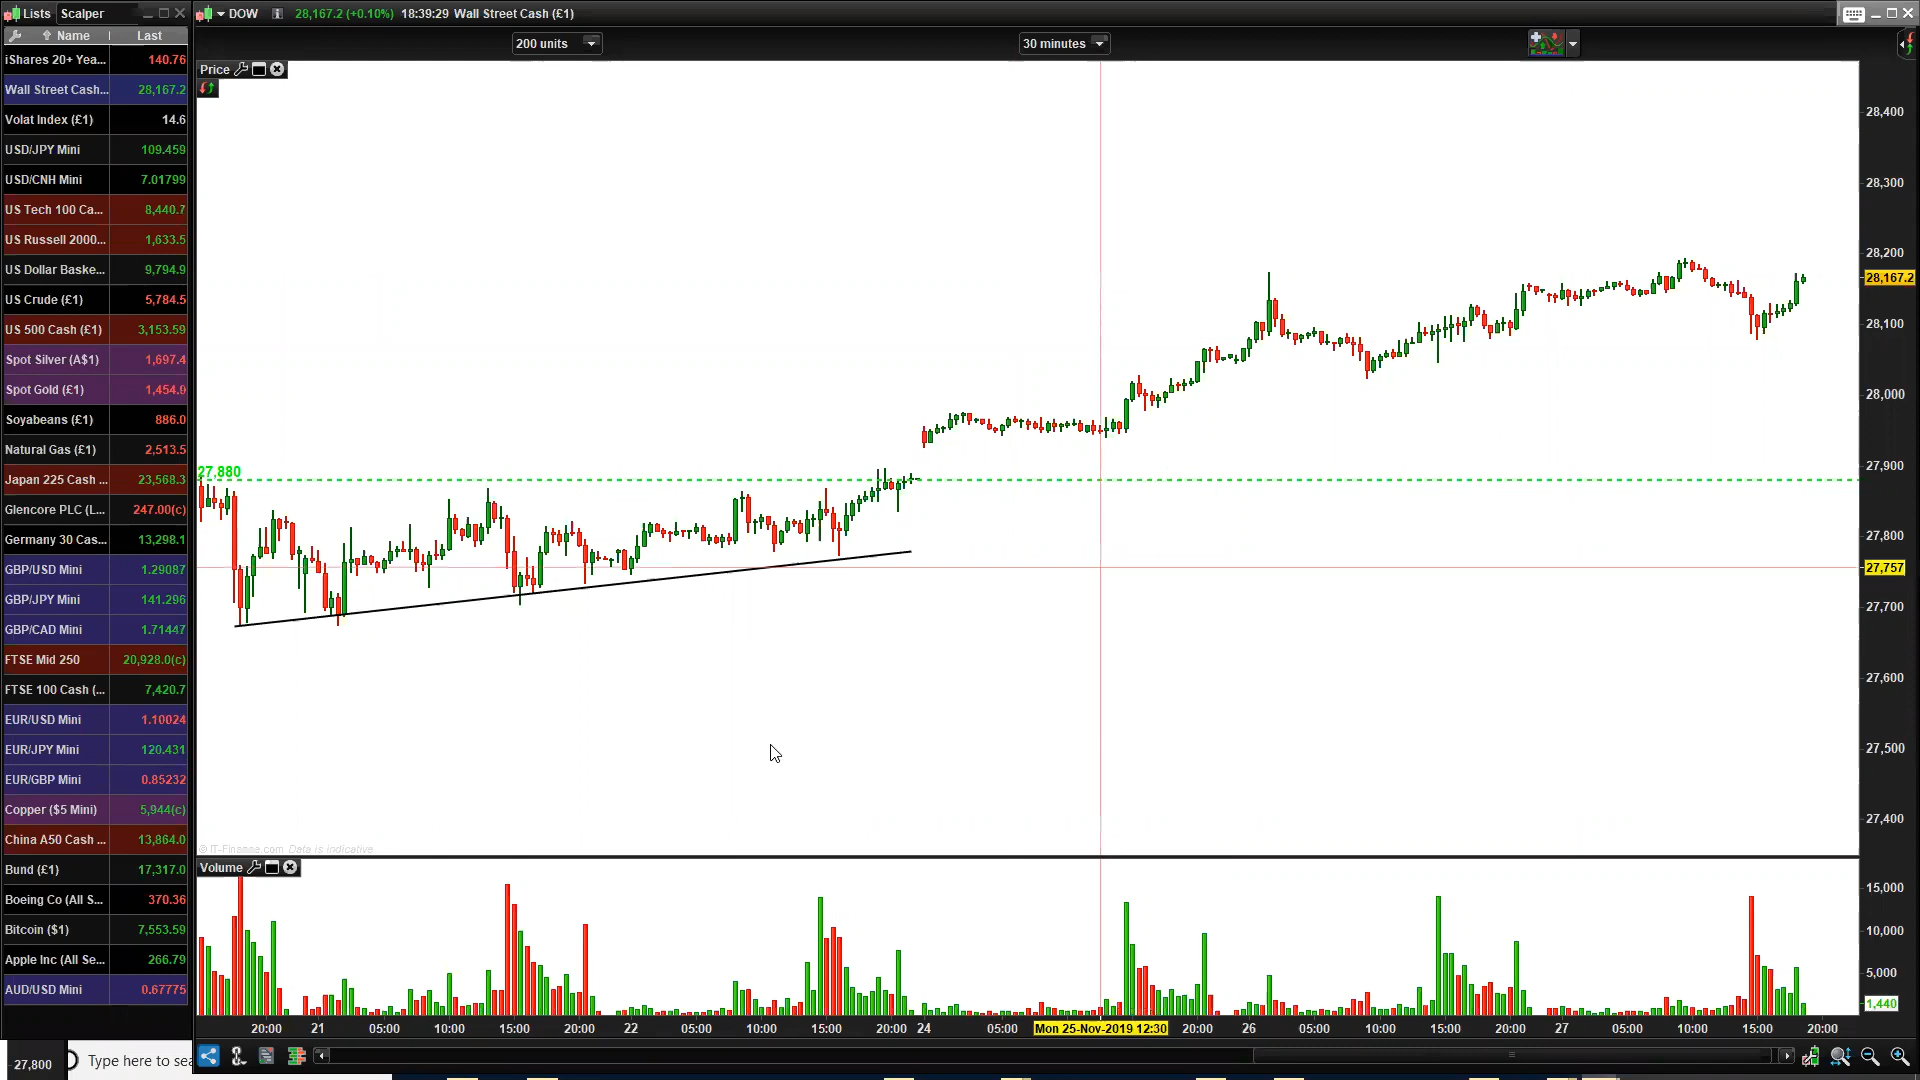 Lists Scalper
DOW 28,167.2 (+0.10%) 18:39:29 Wall Street Cash (£1)
Name Last
200 units
30 minutes
iShares 20+ Yea... 140.76
Wall Street Cash... 28,167.2
Volat Index (£1) 14.6
USD/JPY Mini 109.459
USD/CNH Mini 7.01799
US Tech 100 Ca... 8,440.7
US Russell 2000... 1,633.5
US Dollar Baske... 9,794.9
US Crude (£1) 5,784.5
US 500 Cash (£1) 3,153.59
Spot Silver (A$1) 1,697.4
Spot Gold (£1) 1,454.0
Soyabeans (£1) 886.0
Natural Gas (£1) 2,513.5
Japan 225 Cash ... 23,568.3
Glencore PLC (L... 247.00(c)
Germany 30 Cas... 13,298.1
GBP/USD Mini 1.29087
GBP/JPY Mini 141.296
GBP/CAD Mini 1.71447
FTSE Mid 250 20,928.0(c)
FTSE 100 Cash (... 7,420.7
EUR/USD Mini 1.10024
EUR/JPY Mini 120.431
EUR/GBP Mini 0.85232
Copper ($5 Mini) 5,944(c)
China A50 Cash ... 13,864.0
Bund (£1) 17,317.0
Boeing Co (All S... 370.36
Bitcoin ($1) 7,553.59
Apple Inc (All Se... 266.79
AUD/USD Mini 0.67775
Price
27,880
28,400
28,300
28,200
28,167.2
28,100
28,000
27,900
27,800
27,757
27,700
27,600
27,500
27,400
© IT-Finance.com Data is indicative
Volume
15,000
10,000
5,000
1,440
20:00 21 05:00 10:00 15:00 20:00 22 05:00 10:00 15:00 20:00 24 05:00 Mon 25-Nov-2019 12:30 20:00 26 05:00 10:00 15:00 20:00 27 05:00 10:00 15:00 20:00
27,800
Type here to sea